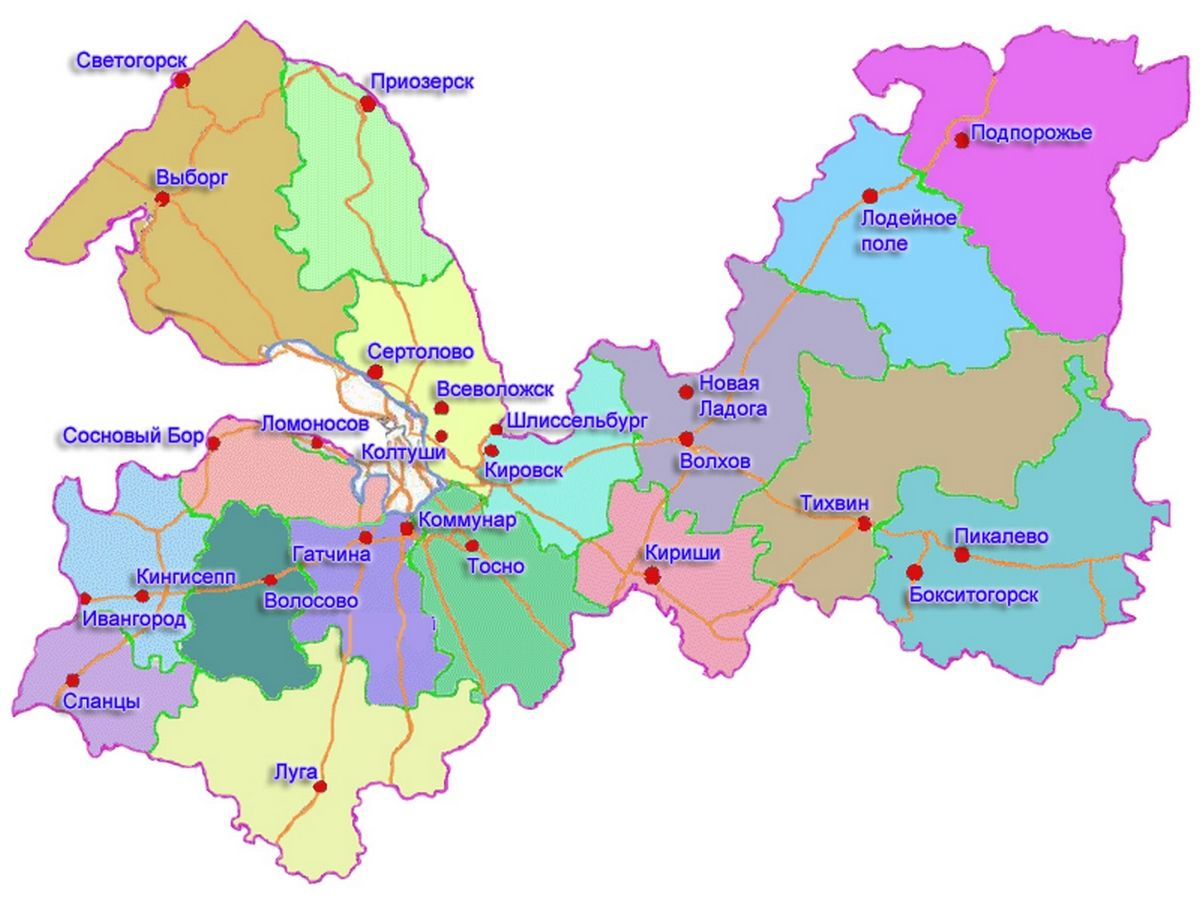 Светогорск
Приозерск
Подпорожье
Выборг
Лодейное
поле
Сертолово
Всеволожск
Новая
Ладога
Шлиссельбург
Ломоносов
Сосновый Бор
Колтуши
Кировск
Волхов
Тихвин
Коммунар
Пикалево
Гатчина
Кириши
Тосно
Кингисепп
Волосово
Бокситогорск
Ивангород
Сланцы
Луга